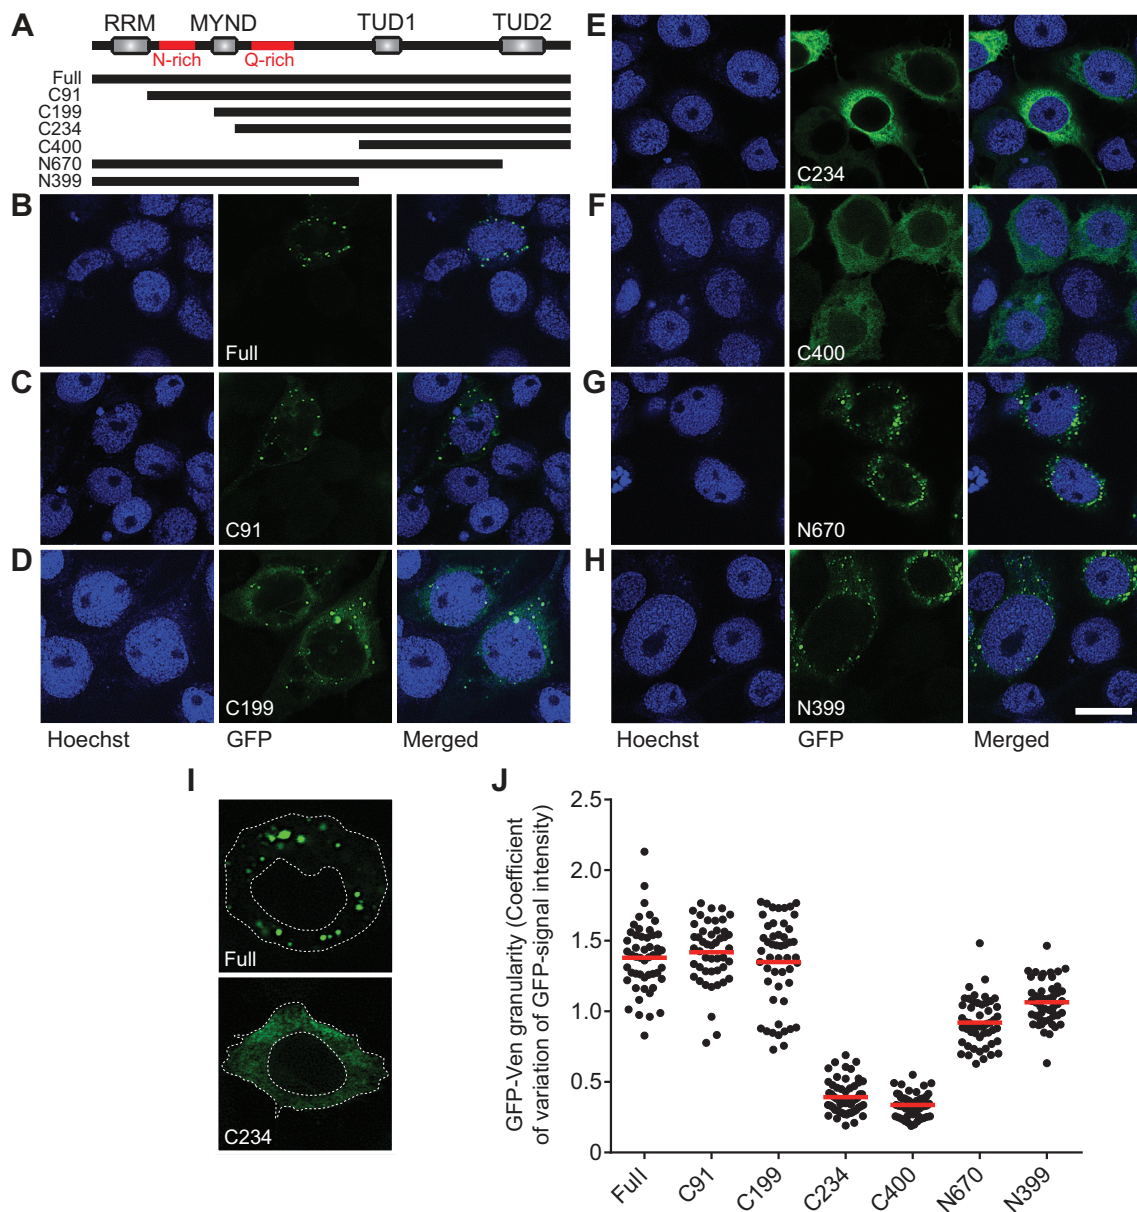 A
RRM MYND TUD1 TUD2
N-rich Q-rich
Full
C91
C199
C234
C400
N670
N399
B
Full
C
C91
D
C199
Hoechst GFP Merged
E
C234
F
C400
G
N670
H
N399
Hoechst GFP Merged
I
Full
C234
J
GFP-Ven granularity (Coefficient
of variation of GFP-signal intensity)
2.5
2.0
1.5
1.0
0.5
0
Full C91 C199 C234 C400 N670 N399